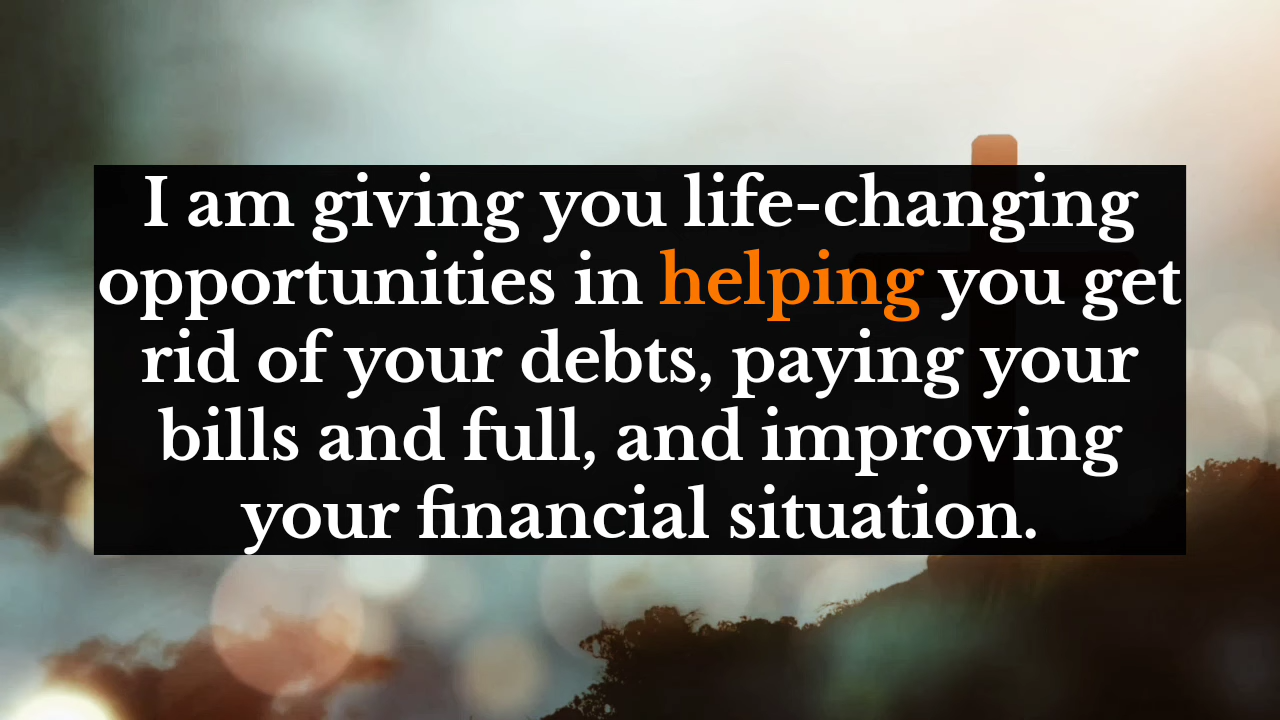 I am giving you life-changing
opportunities in helping you get
rid of your debts, paying your
bills and full, and improving
your financial situation.